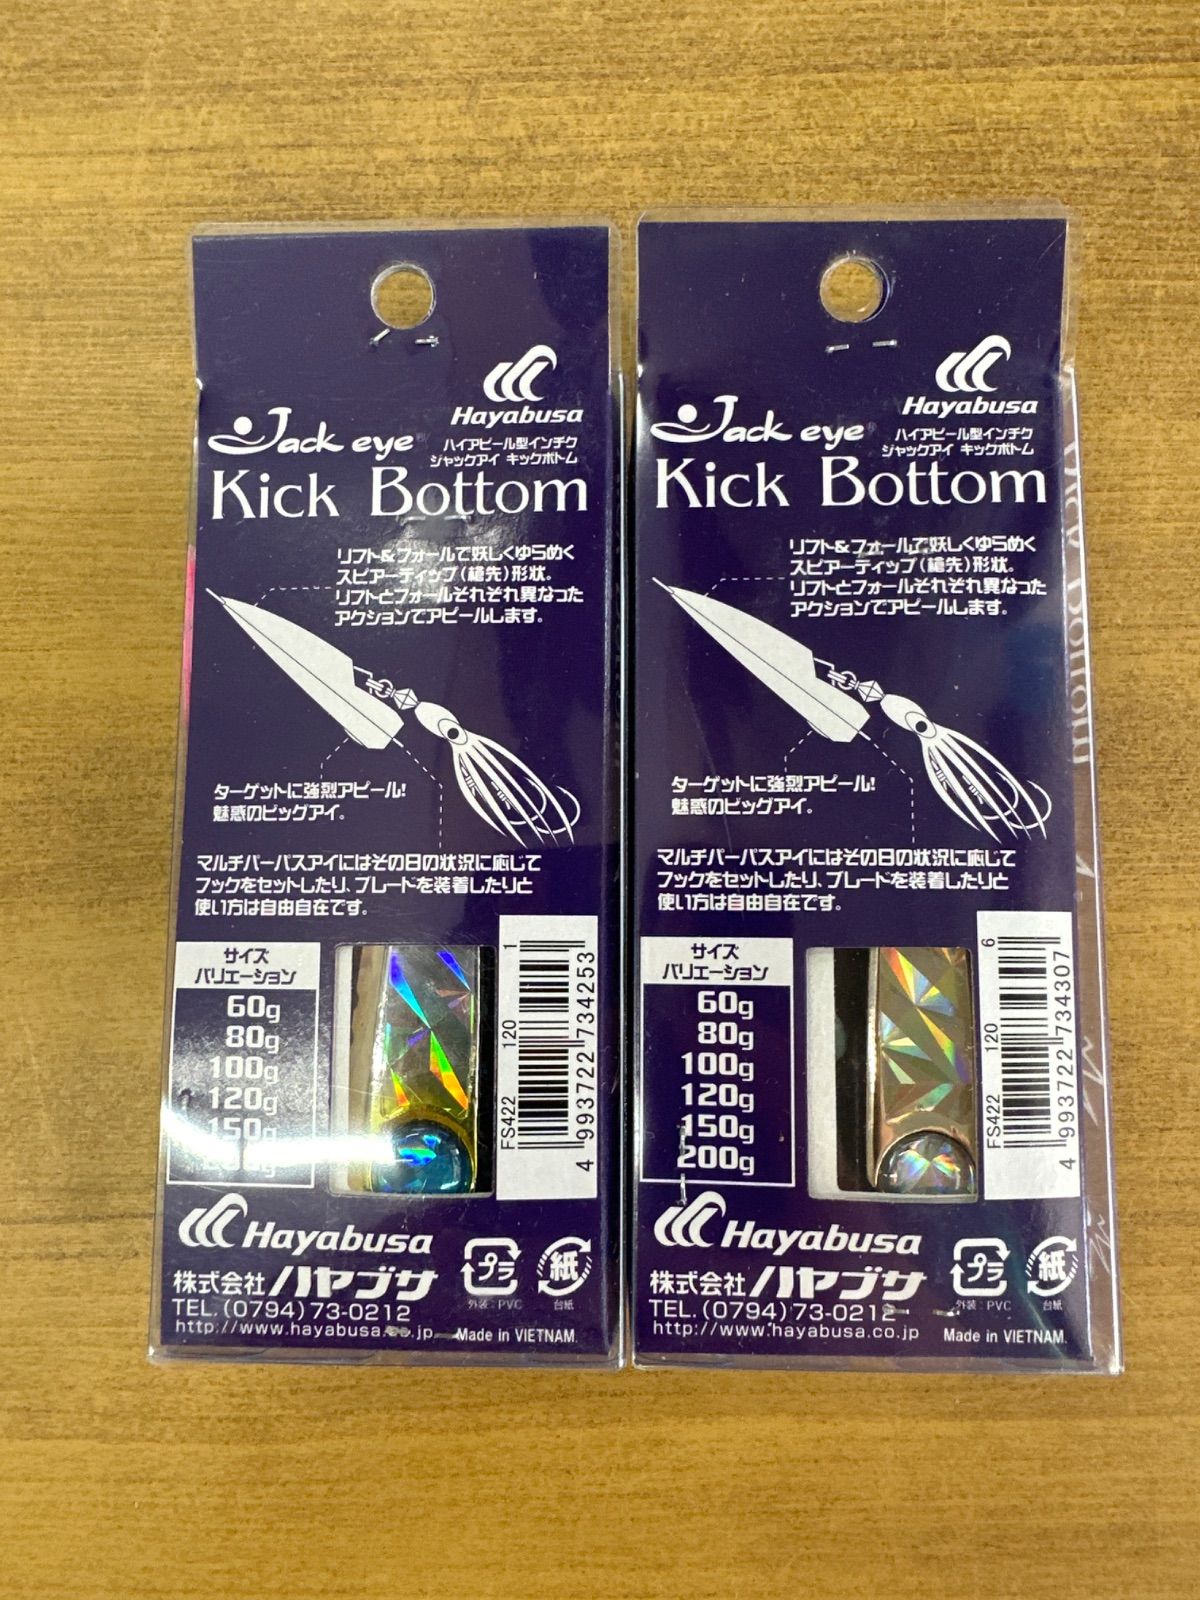 Hayabusa
Jack eye®
ハイアピール型インチク
ジャックアイ キックボトム
Kick Bottom
リフト&フォールで妖しくゆらめく
スピアーティップ(槍先)形状。
リフトとフォールそれぞれ異なった
アクションでアピールします。
ターゲットに強烈アピール!
魅惑のビッグアイ。
マルチパーパスアイにはその日の状況に応じて
フックをセットしたり、ブレードを装着したりと
使い方は自由自在です。
サイズ
バリエーション
60g
80g
100g
120g
150g
FS422 120 1
4 993722 734253
Hayabusa
株式会社ハヤブサ
TEL.(0794)73-0212
http://www.hayabusa.co.jp
プラ
外装:PVC
紙
台紙
Made in VIETNAM.
Hayabusa
Jack eye®
ハイアピール型インチク
ジャックアイ キックボトム
Kick Bottom
リフト&フォールで妖しくゆらめく
スピアーティップ(槍先)形状。
リフトとフォールそれぞれ異なった
アクションでアピールします。
ターゲットに強烈アピール!
魅惑のビッグアイ。
マルチパーパスアイにはその日の状況に応じて
フックをセットしたり、ブレードを装着したりと
使い方は自由自在です。
サイズ
バリエーション
60g
80g
100g
120g
150g
200g
FS422 120 6
4 993722 734307
Hayabusa
株式会社ハヤブサ
TEL.(0794)73-0212
http://www.hayabusa.co.jp
プラ
外装:PVC
紙
台紙
Made in VIETNAM.